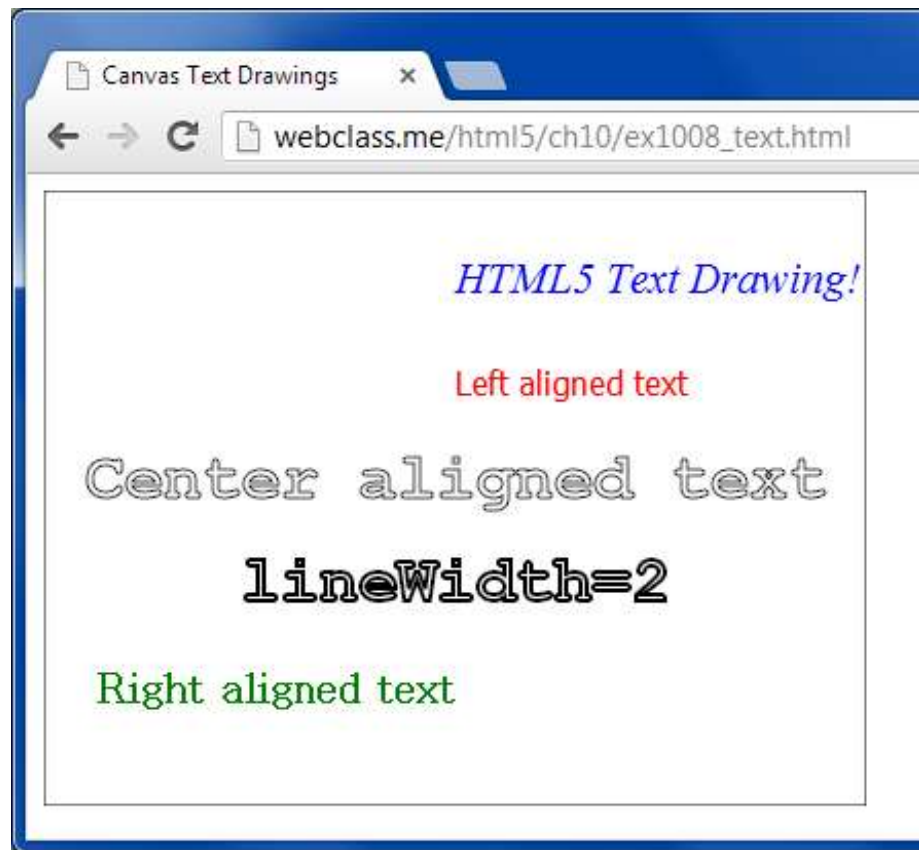 Canvas Text Drawings
webclass.me/html5/ch10/ex1008_text.html
HTML5 Text Drawing!
Left aligned text
Center aligned text
lineWidth=2
Right aligned text